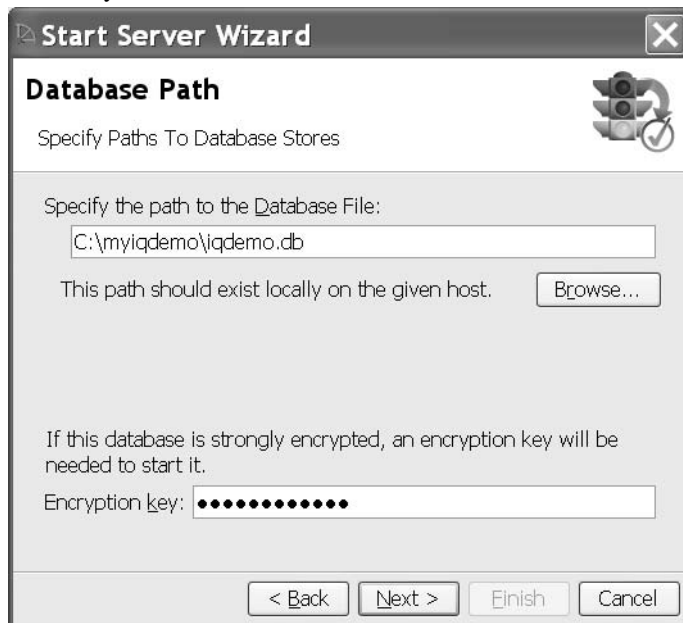 Start Server Wizard
Database Path
Specify Paths To Database Stores
Specify the path to the Database File:
C:\myiqdemo\iqdemo.db
This path should exist locally on the given host.
Browse...
If this database is strongly encrypted, an encryption key will be
needed to start it.
Encryption key: ●●●●●●●●●●●●
< Back Next > Finish Cancel